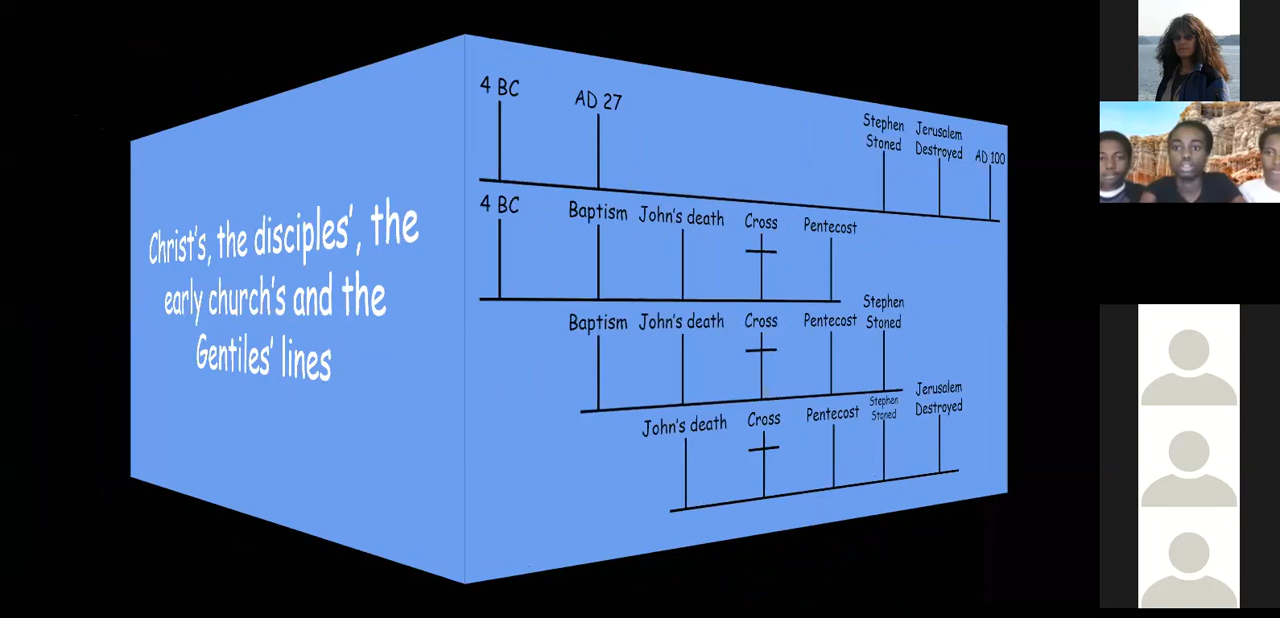 Christ's, the disciples', the
early church's and the
Gentiles' lines
4 BC
AD 27
Stephen
Stoned
Jerusalem
Destroyed
AD 100
4 BC
Baptism
John's death
Cross
Pentecost
Baptism
John's death
Cross
Pentecost
Stephen
Stoned
John's death
Cross
Pentecost
Stephen
Stoned
Jerusalem
Destroyed